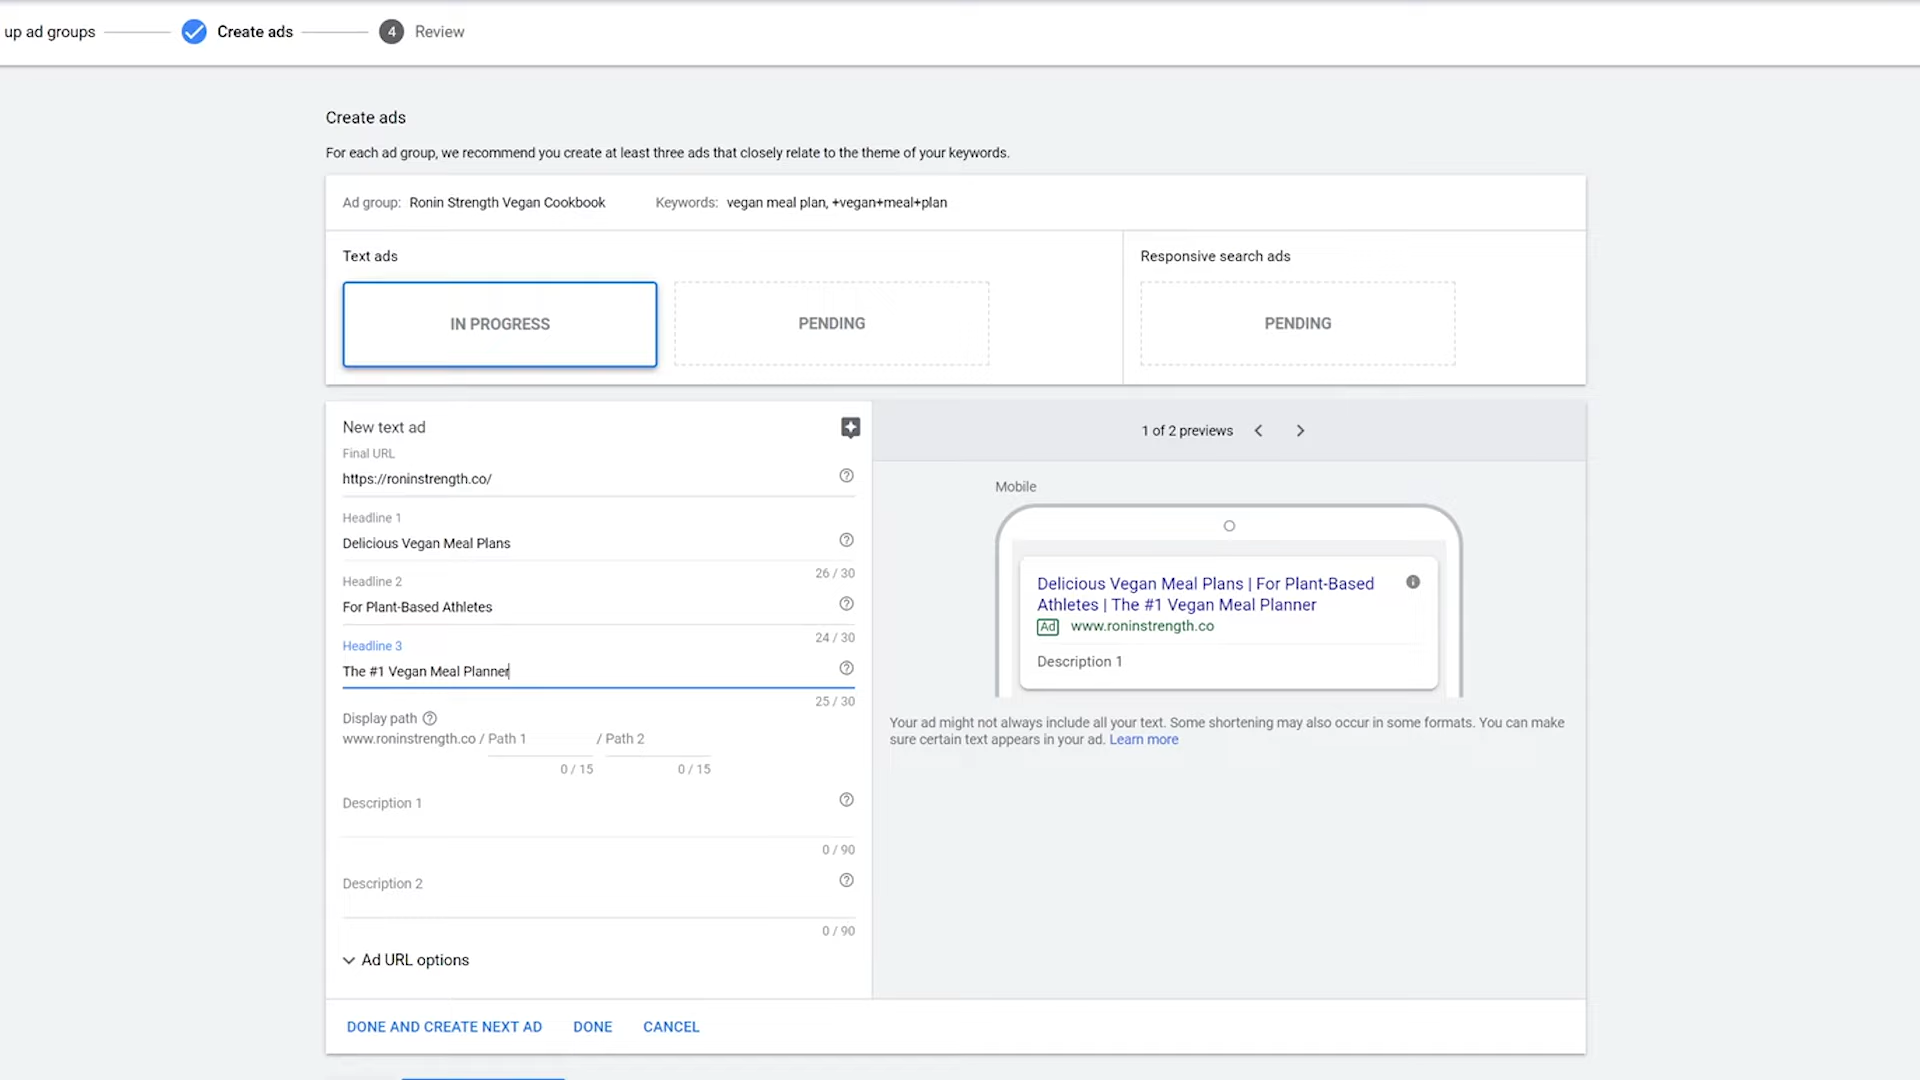 up ad groups
Create ads
4
Review
Create ads
For each ad group, we recommend you create at least three ads that closely relate to the theme of your keywords.
Ad group: Ronin Strength Vegan Cookbook
Keywords: vegan meal plan, +vegan+meal+plan
Text ads
Responsive search ads
IN PROGRESS
PENDING
PENDING
New text ad
Final URL
https://roninstrength.co/
Headline 1
Delicious Vegan Meal Plans
26 / 30
Headline 2
For Plant-Based Athletes
24 / 30
Headline 3
The #1 Vegan Meal Planner
25 / 30
Display path
www.roninstrength.co / Path 1 / Path 2
0 / 15
0 / 15
Description 1
0 / 90
Description 2
0 / 90
Ad URL options
1 of 2 previews
Mobile
Delicious Vegan Meal Plans | For Plant-Based
Athletes | The #1 Vegan Meal Planner
Ad www.roninstrength.co
Description 1
Your ad might not always include all your text. Some shortening may also occur in some formats. You can make
sure certain text appears in your ad. Learn more
DONE AND CREATE NEXT AD
DONE
CANCEL